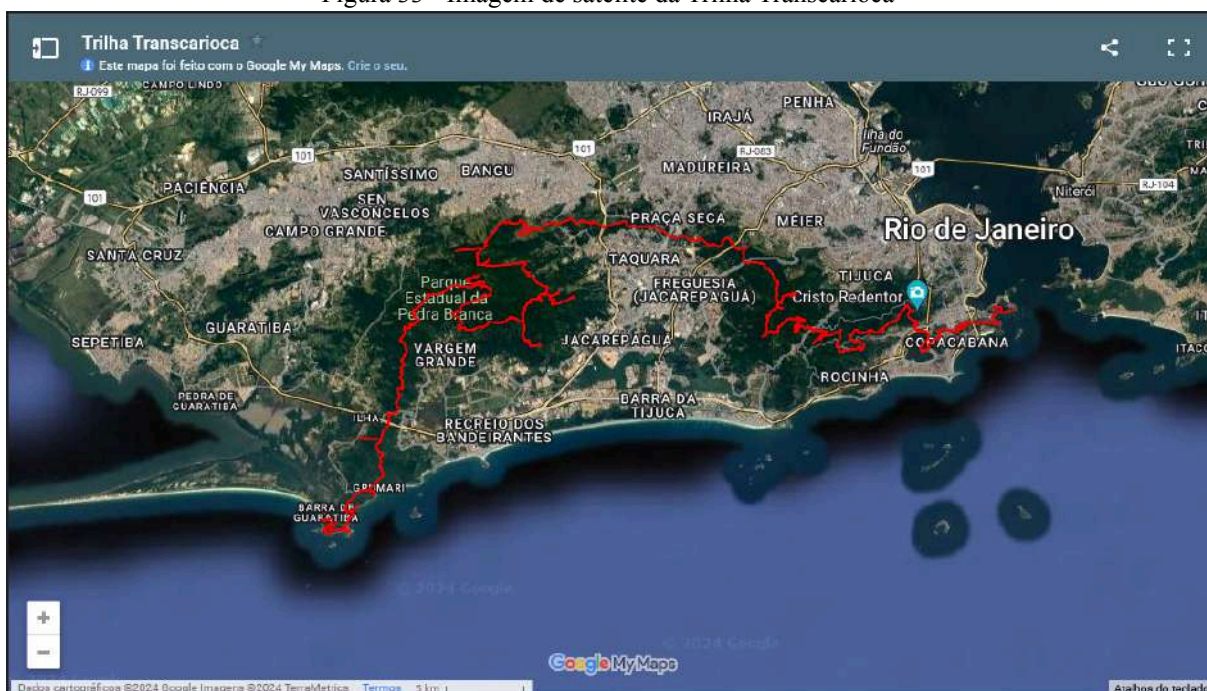 Figura 33 - Imagem de satélite da Trilha Transcarioca
Trilha Transcarioca
Este mapa foi feito com o Google My Maps. Crie o seu.
RJ-099
CAMPO LINDO
PENHA
IRAJÁ
Ilha do
Fundão
101
101
RJ-083
MADUREIRA
101
SANTÍSSIMO
BANGU
PACIÊNCIA
101
SEN.
VASCONCELOS
Niterói
RJ-104
CAMPO GRANDE
PRAÇA SECA
MÉIER
Rio de Janeiro
SANTA CRUZ
TAQUARA
TIJUCA
Parque
Estadual da
Pedra Branca
FREGUESIA
(JACAREPAGUÁ)
Cristo Redentor
GUARATIBA
SEPETIBA
VARGEM
GRANDE
JACAREPAGUÁ
COPACABANA
ROCINHA
PEDRA DE
GUARATIBA
BARRA DA
TIJUCA
ILHA
RECREIO DOS
BANDEIRANTES
GRUMARI
BARRA DE
GUARATIBA
© 2024 Google
© 2024 Google
+
−
Google My Maps
Dados cartográficos ©2024 Google Imagens ©2024 TerraMetrics Termos 5 km
Atalhos do teclado